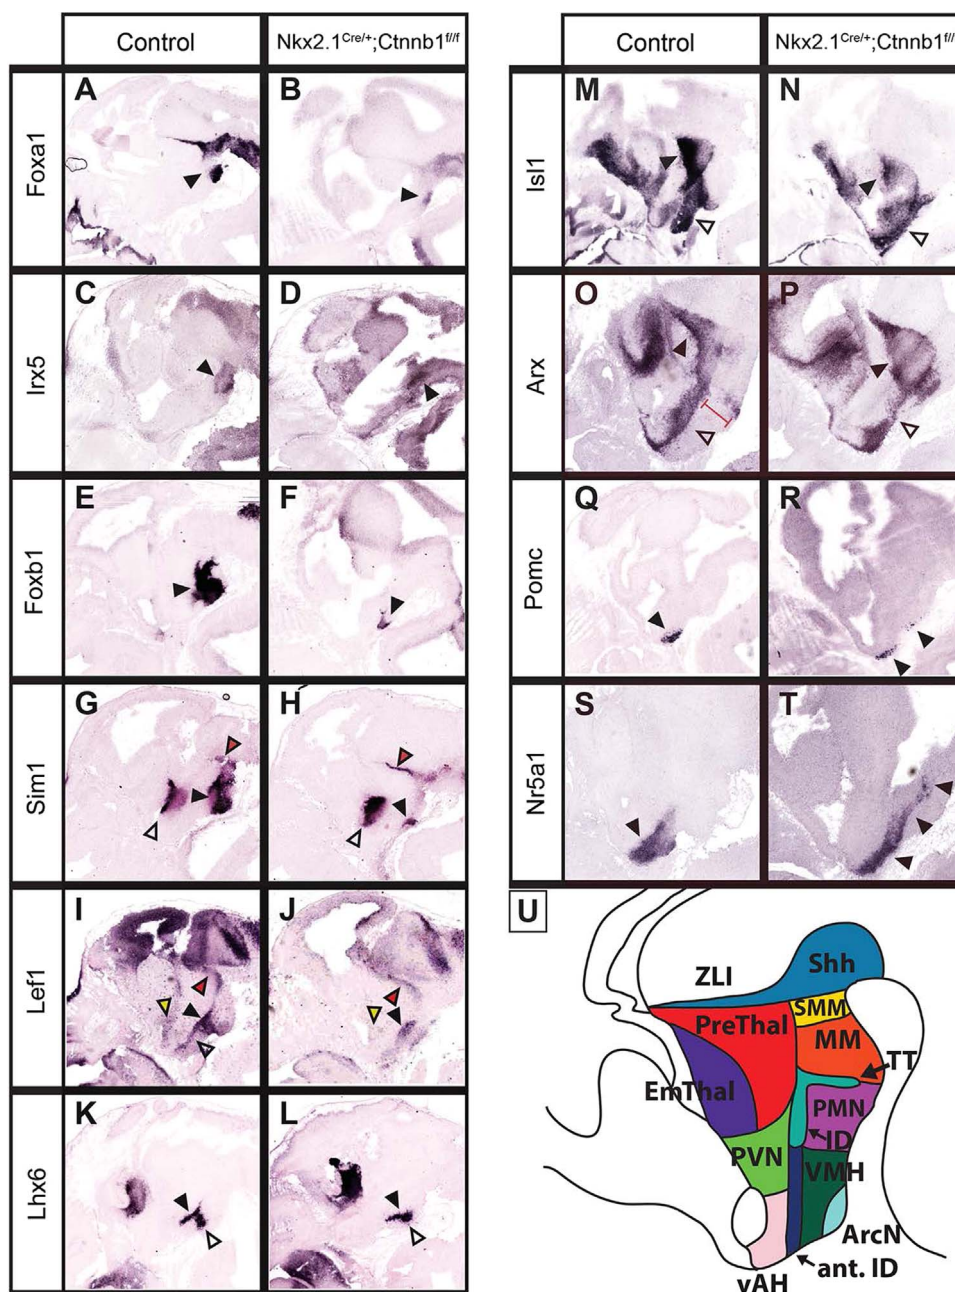 Control
Nkx2.1Cre/+;Ctnnb1f/f
Foxa1
A
B
Irx5
C
D
Foxb1
E
F
Sim1
G
H
Lef1
I
J
Lhx6
K
L
Control
Nkx2.1Cre/+;Ctnnb1f/f
Isl1
M
N
Arx
O
P
Pomc
Q
R
Nr5a1
S
T
U
Shh
ZLI
SMM
PreThal
MM
TT
EmThal
PMN
ID
PVN
VMH
ArcN
ant. ID
vAH